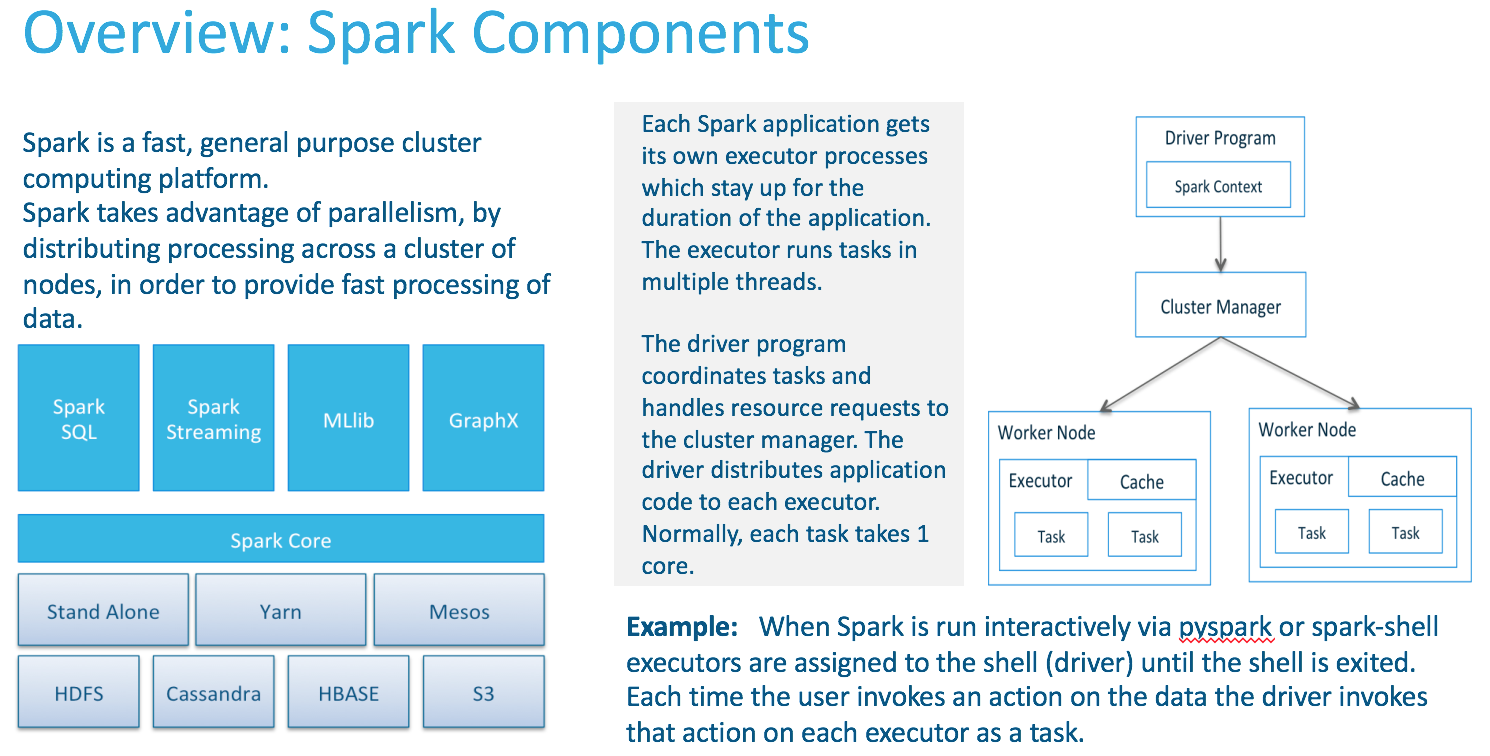 Overview: Spark Components
Spark is a fast, general purpose cluster
computing platform.
Spark takes advantage of parallelism, by
distributing processing across a cluster of
nodes, in order to provide fast processing of
data.
Spark
SQL
Spark
Streaming
MLlib
GraphX
Spark Core
Stand Alone
Yarn
Mesos
HDFS
Cassandra
HBASE
S3
Each Spark application gets
its own executor processes
which stay up for the
duration of the application.
The executor runs tasks in
multiple threads.
The driver program
coordinates tasks and
handles resource requests to
the cluster manager. The
driver distributes application
code to each executor.
Normally, each task takes 1
core.
Driver Program
Spark Context
Cluster Manager
Worker Node
Executor
Cache
Task
Task
Worker Node
Executor
Cache
Task
Task
Example: When Spark is run interactively via pyspark or spark-shell
executors are assigned to the shell (driver) until the shell is exited.
Each time the user invokes an action on the data the driver invokes
that action on each executor as a task.